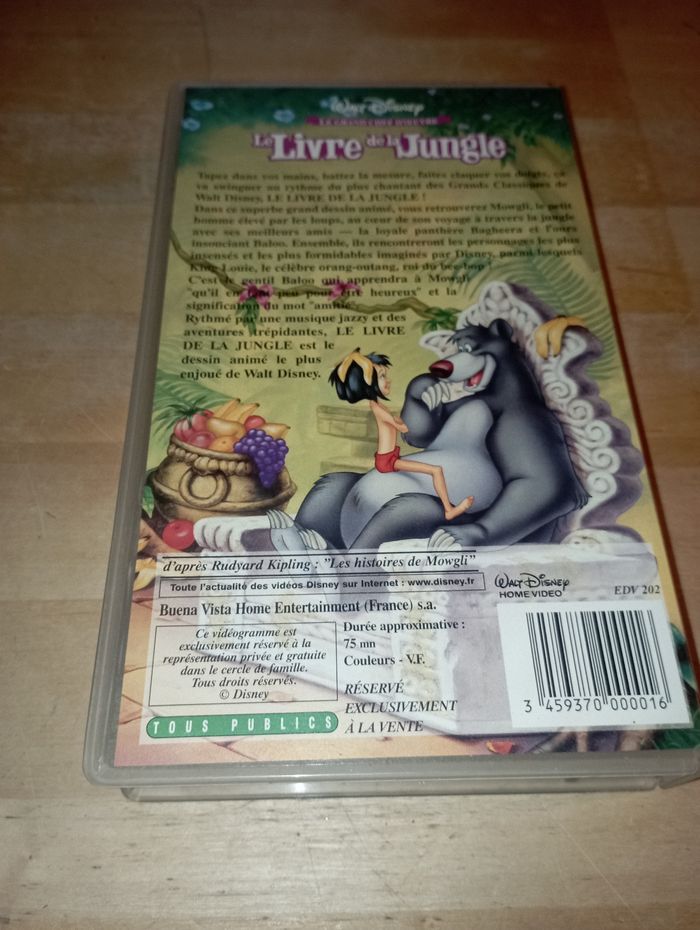 Walt Disney
Le Livre de la Jungle
Tapez dans vos mains, battez la mesure, faites claquer vos doigts, ça
va swinguer au rythme du plus chantant des Grands Classiques de
Walt Disney, LE LIVRE DE LA JUNGLE !
Dans ce superbe grand dessin animé, vous retrouverez Mowgli, le petit
homme élevé par les loups, au cœur de son voyage à travers la jungle
avec ses meilleurs amis — la loyale panthère Bagheera et l'ours
insouciant Baloo. Ensemble, ils rencontreront les personnages les plus
insensés et les plus formidables imaginés par Disney, parmi lesquels
King Louie, le célèbre orang-outang, roi du bee-bop !
C'est le gentil Baloo qui apprendra à Mowgli
"qu'il en faut peu pour être heureux" et la
signification du mot "amitié".
Rythmé par une musique jazzy et des
aventures trépidantes, LE LIVRE
DE LA JUNGLE est le
dessin animé le plus
enjoué de Walt Disney.
d'après Rudyard Kipling : "Les histoires de Mowgli"
Toute l'actualité des vidéos Disney sur Internet : www.disney.fr
Walt Disney
HOME VIDEO
EDV 202
Buena Vista Home Entertainment (France) s.a.
Ce vidéogramme est
exclusivement réservé à la
représentation privée et gratuite
dans le cercle de famille.
Tous droits réservés.
© Disney
Durée approximative :
75 mn
Couleurs - V.F.
RÉSERVÉ
EXCLUSIVEMENT
À LA VENTE
TOUS PUBLICS
3 459370 000016